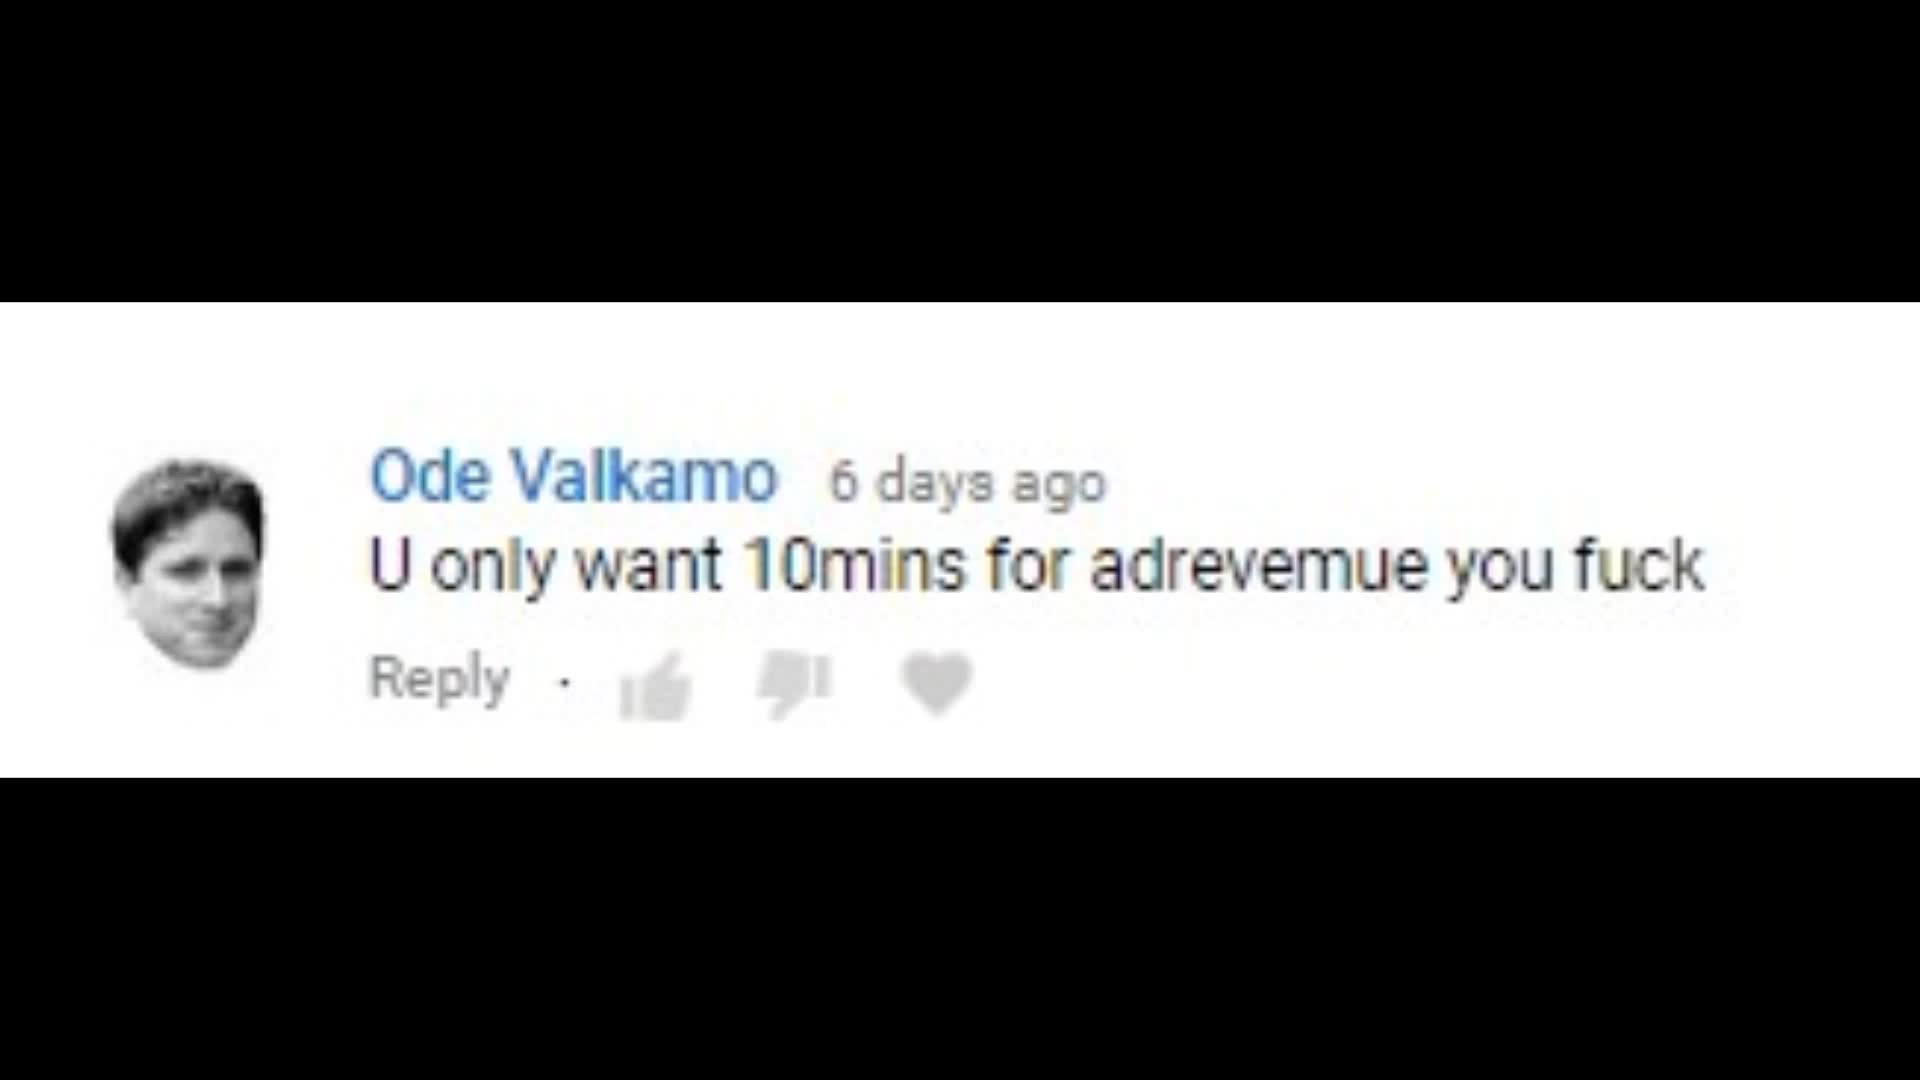 Ode Valkamo 6 days ago
U only want 10mins for adrevemue you fuck
Reply ·